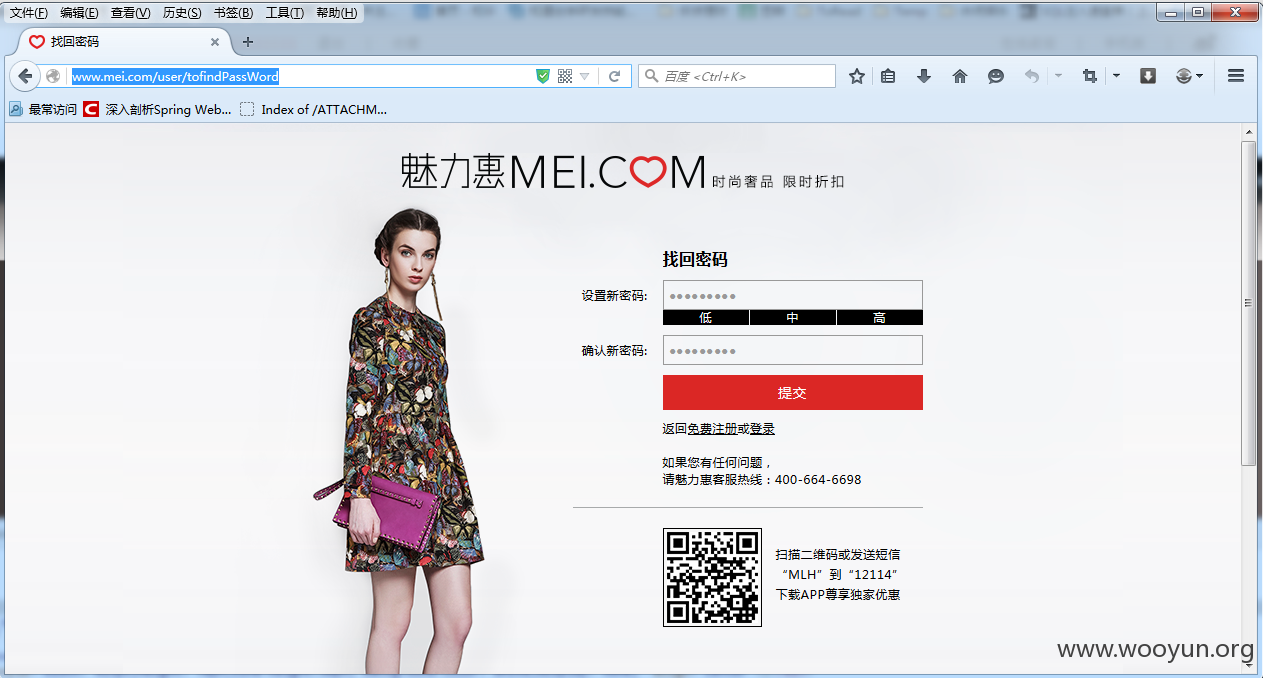 文件(F) 编辑(E) 查看(V) 历史(S) 书签(B) 工具(T) 帮助(H)
找回密码
www.mei.com/user/tofindPassWord
百度 <Ctrl+K>
最常访问 深入剖析Spring Web... Index of /ATTACHM...
魅力惠MEI.COM 时尚奢品 限时折扣
找回密码
设置新密码:
低 中 高
确认新密码:
提交
返回免费注册或登录
如果您有任何问题，
请魅力惠客服热线：400-664-6698
扫描二维码或发送短信
“MLH”到“12114”
下载APP尊享独家优惠
www.wooyun.org